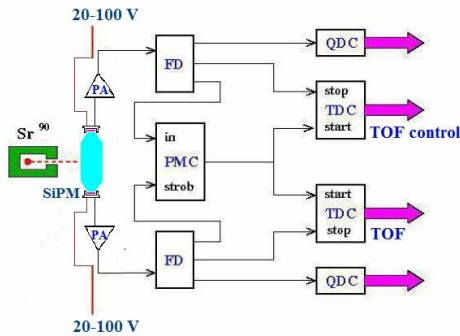 20-100 V
QDC
FD
PA
stop
TDC
start
TOF control
Sr 90
in
PMC
strob
SiPM
start
TDC
stop
TOF
PA
FD
QDC
20-100 V